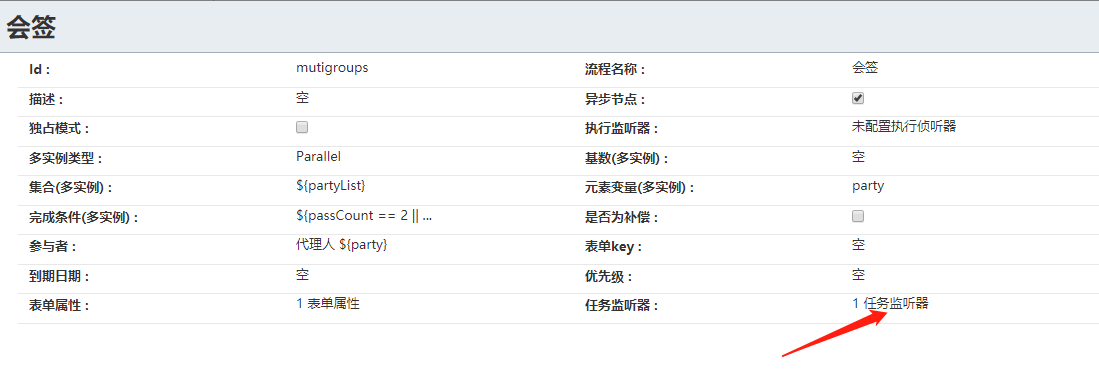 会签
Id： mutigroups 流程名称： 会签
描述： 空 异步节点：
独占模式： 执行监听器： 未配置执行侦听器
多实例类型： Parallel 基数(多实例)： 空
集合(多实例)： ${partyList} 元素变量(多实例)： party
完成条件(多实例)： ${passCount == 2 || ... 是否为补偿：
参与者： 代理人 ${party} 表单key： 空
到期日期： 空 优先级： 空
表单属性： 1 表单属性 任务监听器： 1 任务监听器